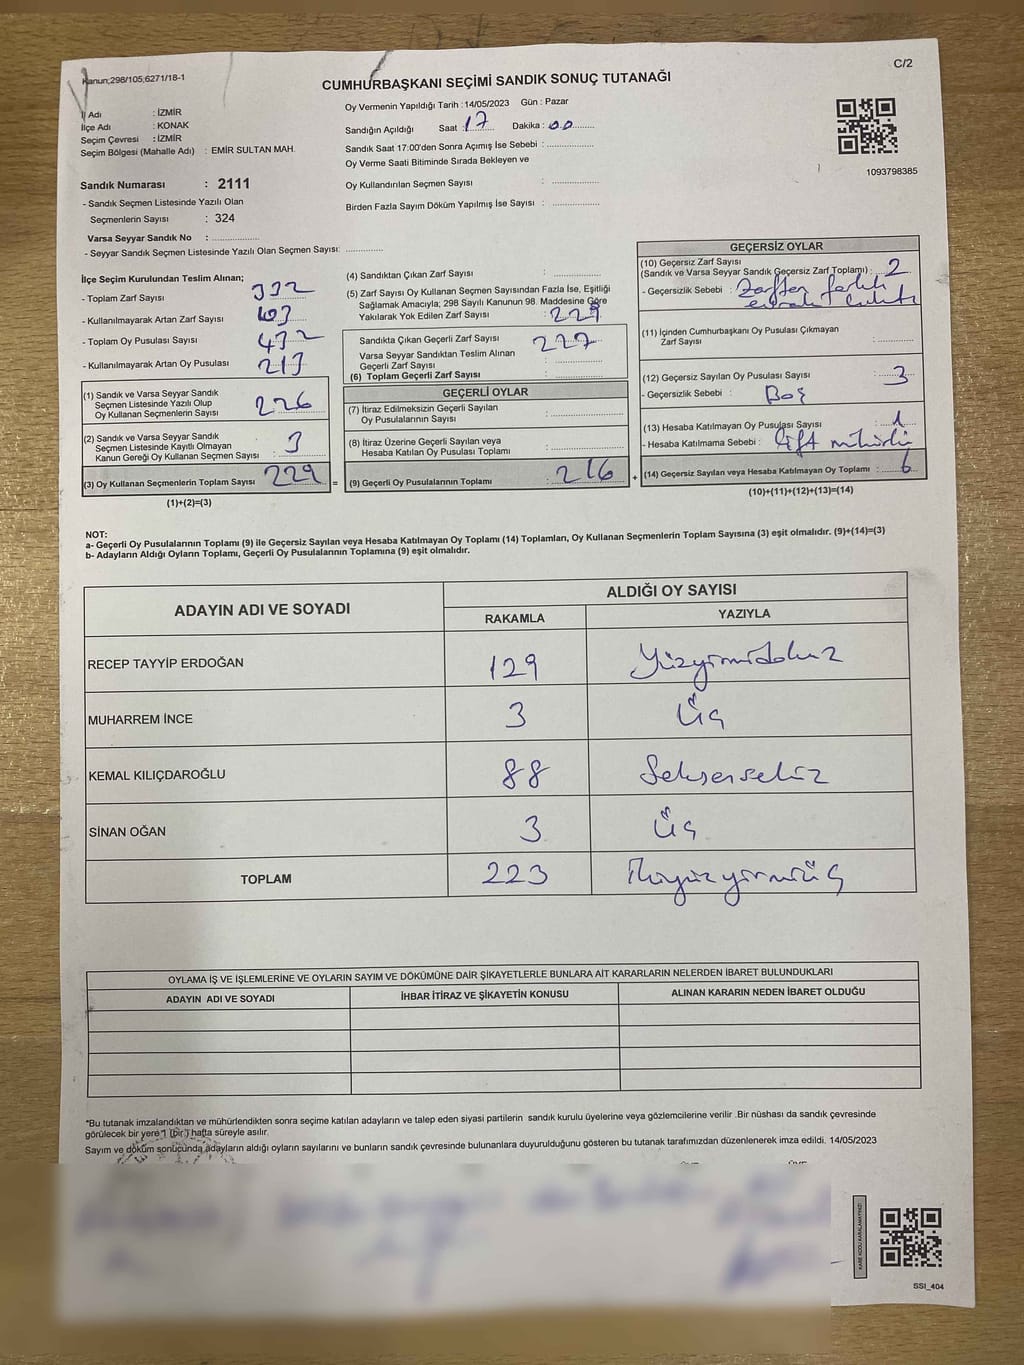 Kanun;298/105;6271/18-1
C/2
CUMHURBAŞKANI SEÇİMİ SANDIK SONUÇ TUTANAĞI
İl Adı : İZMİR
İlçe Adı : KONAK
Seçim Çevresi : İZMİR
Seçim Bölgesi (Mahalle Adı) : EMİR SULTAN MAH.
Sandık Numarası : 2111
- Sandık Seçmen Listesinde Yazılı Olan
Seçmenlerin Sayısı : 324
Varsa Seyyar Sandık No : ..............
- Seyyar Sandık Seçmen Listesinde Yazılı Olan Seçmen Sayısı: ...........
Oy Vermenin Yapıldığı Tarih : 14/05/2023 Gün : Pazar
Sandığın Açıldığı Saat : 17 Dakika : 00
Sandık Saat 17:00'den Sonra Açımış İse Sebebi : ..............
Oy Verme Saati Bitiminde Sırada Bekleyen ve
Oy Kullandırılan Seçmen Sayısı : ..............
Birden Fazla Sayım Döküm Yapılmış İse Sayısı : ..............
1093798385
İlçe Seçim Kurulundan Teslim Alınan;
- Toplam Zarf Sayısı 332
- Kullanılmayarak Artan Zarf Sayısı 103
- Toplam Oy Pusulası Sayısı 432
- Kullanılmayarak Artan Oy Pusulası 213
(1) Sandık ve Varsa Seyyar Sandık
Seçmen Listesinde Yazılı Olup
Oy Kullanan Seçmenlerin Sayısı 226
(2) Sandık ve Varsa Seyyar Sandık
Seçmen Listesinde Kayıtlı Olmayan
Kanun Gereği Oy Kullanan Seçmen Sayısı : 3
(3) Oy Kullanan Seçmenlerin Toplam Sayısı 229
(1)+(2)=(3)
(4) Sandıktan Çıkan Zarf Sayısı : ..............
(5) Zarf Sayısı Oy Kullanan Seçmen Sayısından Fazla İse, Eşitliği
Sağlamak Amacıyla; 298 Sayılı Kanunun 98. Maddesine Göre
Yakılarak Yok Edilen Zarf Sayısı : 229
Sandıkta Çıkan Geçerli Zarf Sayısı : 227
Varsa Seyyar Sandıktan Teslim Alınan
Geçerli Zarf Sayısı : ..............
(6) Toplam Geçerli Zarf Sayısı : ..............
GEÇERLİ OYLAR
(7) İtiraz Edilmeksizin Geçerli Sayılan
Oy Pusulalarının Sayısı : ..............
(8) İtiraz Üzerine Geçerli Sayılan veya
Hesaba Katılan Oy Pusulası Toplamı : ..............
= (9) Geçerli Oy Pusulalarının Toplamı : 216
GEÇERSİZ OYLAR
(10) Geçersiz Zarf Sayısı
(Sandık ve Varsa Seyyar Sandık Geçersiz Zarf Toplamı) : 2
- Geçersizlik Sebebi : Zarftan farklı
evrak çıktı
(11) İçinden Cumhurbaşkanı Oy Pusulası Çıkmayan
Zarf Sayısı : ..............
(12) Geçersiz Sayılan Oy Pusulası Sayısı : 3
- Geçersizlik Sebebi : Boş
(13) Hesaba Katılmayan Oy Pusulası Sayısı : 1
- Hesaba Katılmama Sebebi : Çift mühürlü
+ (14) Geçersiz Sayılan veya Hesaba Katılmayan Oy Toplamı : 6
(10)+(11)+(12)+(13)=(14)
NOT:
a- Geçerli Oy Pusulalarının Toplamı (9) ile Geçersiz Sayılan veya Hesaba Katılmayan Oy Toplamı (14) Toplamları, Oy Kullanan Seçmenlerin Toplam Sayısına (3) eşit olmalıdır. (9)+(14)=(3)
b- Adayların Aldığı Oyların Toplamı, Geçerli Oy Pusulalarının Toplamına (9) eşit olmalıdır.
ADAYIN ADI VE SOYADI ALDIĞI OY SAYISI
RAKAMLA YAZIYLA
RECEP TAYYİP ERDOĞAN 129 Yüzyirmidokuz
MUHARREM İNCE 3 Üç
KEMAL KILIÇDAROĞLU 88 Seksensekiz
SİNAN OĞAN 3 Üç
TOPLAM 223 İkiyüzyirmiüç
OYLAMA İŞ VE İŞLEMLERİNE VE OYLARIN SAYIM VE DÖKÜMÜNE DAİR ŞİKAYETLERLE BUNLARA AİT KARARLARIN NELERDEN İBARET BULUNDUKLARI
ADAYIN ADI VE SOYADI İHBAR İTİRAZ VE ŞİKAYETİN KONUSU ALINAN KARARIN NEDEN İBARET OLDUĞU
*Bu tutanak imzalandıktan ve mühürlendikten sonra seçime katılan adayların ve talep eden siyasi partilerin sandık kurulu üyelerine veya gözlemcilerine verilir .Bir nüshası da sandık çevresinde
görülecek bir yere 1 (bir) hafta süreyle asılır.
Sayım ve döküm sonucunda adayların aldığı oyların sayılarını ve bunların sandık çevresinde bulunanlara duyurulduğunu gösteren bu tutanak tarafımızdan düzenlenerek imza edildi. 14/05/2023
KARE KODU KARALAMAYINIZ!
SSI_404